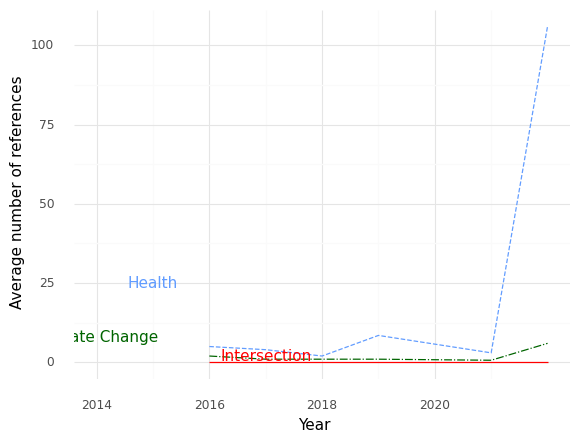 Average number of references
100
75
50
25
0
Health
ate Change
Intersection
2014 2016 2018 2020
Year